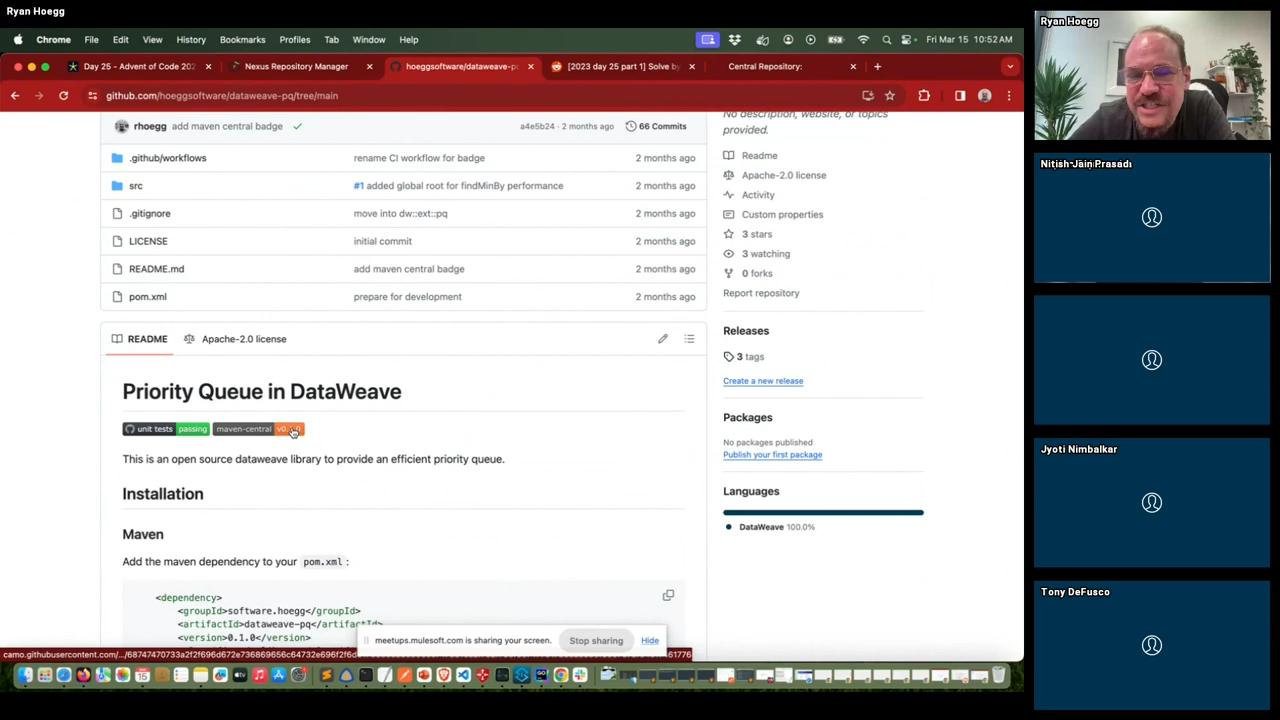 Ryan Hoegg
Chrome File Edit View History Bookmarks Profiles Tab Window Help Fri Mar 15 10:52 AM
Day 25 - Advent of Code 202 Nexus Repository Manager hoeggsoftware/dataweave-pq [2023 day 25 part 1] Solve by Central Repository:
github.com/hoeggsoftware/dataweave-pq/tree/main
rhoegg add maven central badge a4e5b24 · 2 months ago 66 Commits
.github/workflows rename CI workflow for badge 2 months ago
src #1 added global root for findMinBy performance 2 months ago
.gitignore move into dw::ext::pq 2 months ago
LICENSE initial commit 2 months ago
README.md add maven central badge 2 months ago
pom.xml prepare for development 2 months ago
README Apache-2.0 license
Priority Queue in DataWeave
unit tests passing maven-central
This is an open source dataweave library to provide an efficient priority queue.
Installation
Maven
Add the maven dependency to your pom.xml :
<dependency>
<groupId>software.hoegg</groupId>
<artifactId>dataweave-pq</artifactId>
<version>0.1.0</version>
No description, website, or topics
provided.
Readme
Apache-2.0 license
Activity
Custom properties
3 stars
3 watching
0 forks
Report repository
Releases
3 tags
Create a new release
Packages
No packages published
Publish your first package
Languages
DataWeave 100.0%
meetups.mulesoft.com is sharing your screen. Stop sharing Hide
Ryan Hoegg
Jyoti Nimbalkar
Tony DeFusco